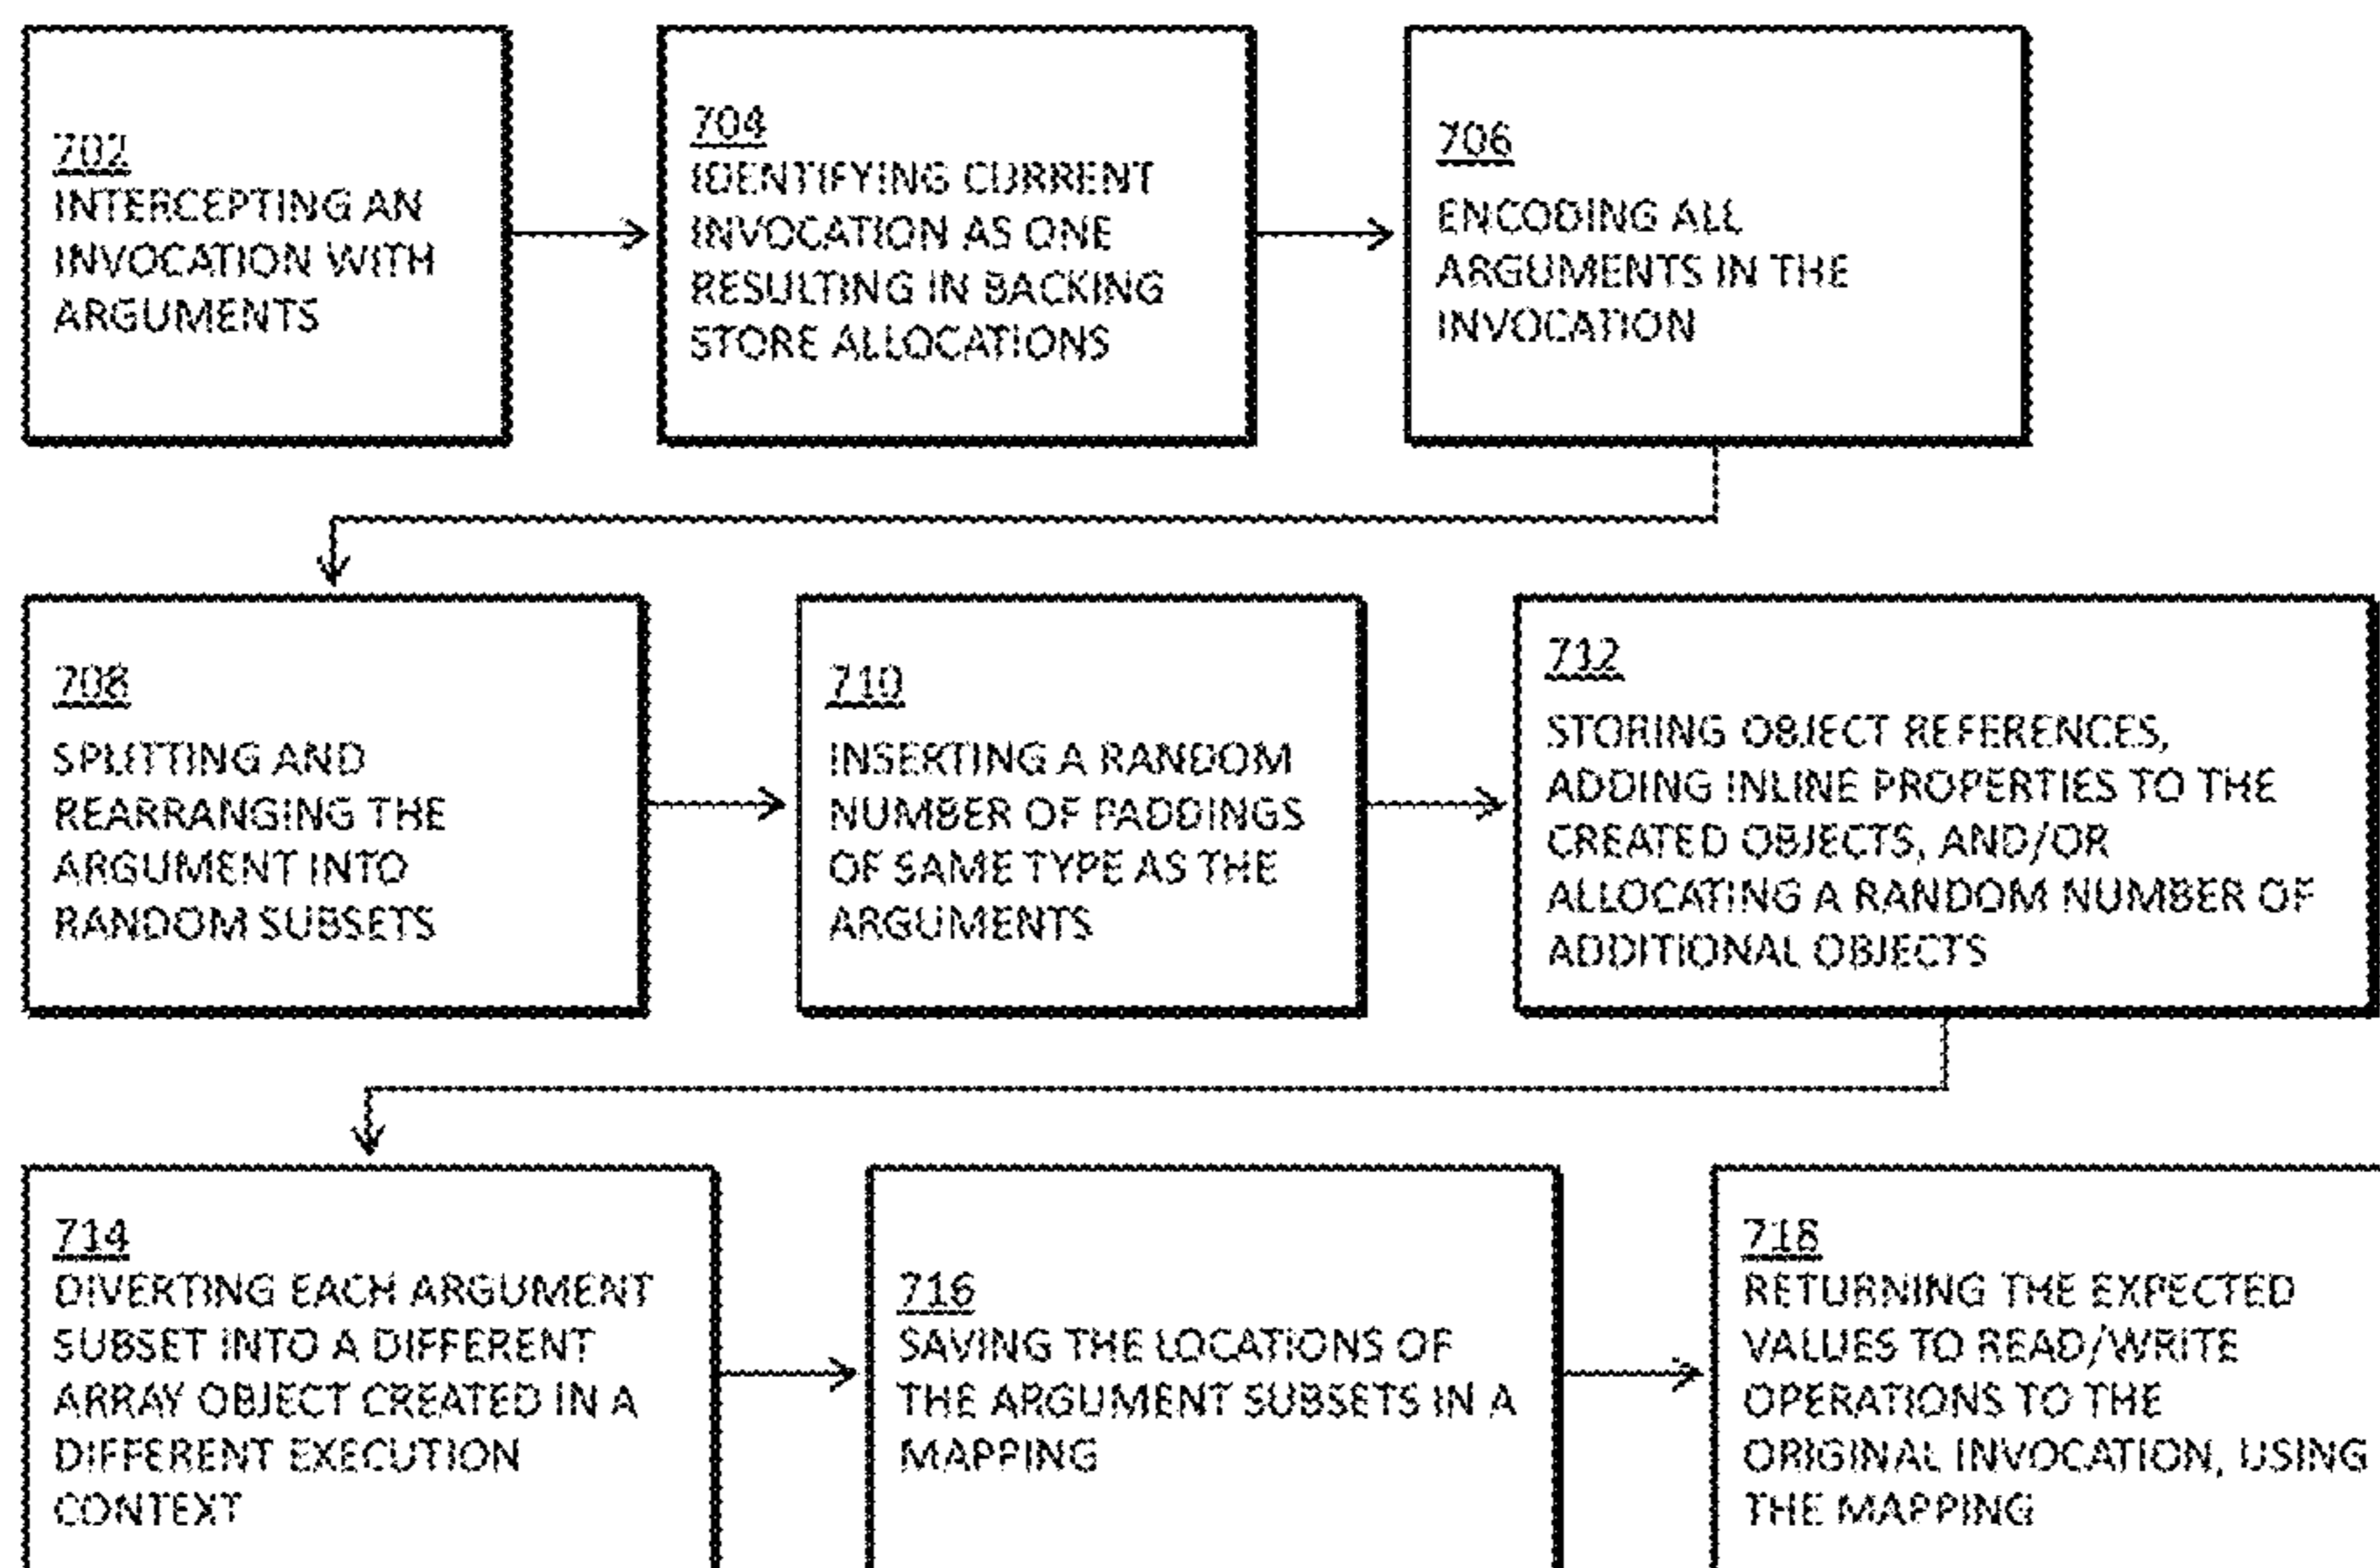 702
INTERCEPTING AN
INVOCATION WITH
ARGUMENTS
704
IDENTIFYING CURRENT
INVOCATION AS ONE
RESULTING IN BACKING
STORE ALLOCATIONS
706
ENCODING ALL
ARGUMENTS IN THE
INVOCATION
708
SPLITTING AND
REARRANGING THE
ARGUMENT INTO
RANDOM SUBSETS
710
INSERTING A RANDOM
NUMBER OF PADDINGS
OF SAME TYPE AS THE
ARGUMENTS
712
STORING OBJECT REFERENCES,
ADDING INLINE PROPERTIES TO THE
CREATED OBJECTS, AND/OR
ALLOCATING A RANDOM NUMBER OF
ADDITIONAL OBJECTS
714
DIVERTING EACH ARGUMENT
SUBSET INTO A DIFFERENT
ARRAY OBJECT CREATED IN A
DIFFERENT EXECUTION
CONTEXT
716
SAVING THE LOCATIONS OF
THE ARGUMENT SUBSETS IN A
MAPPING
718
RETURNING THE EXPECTED
VALUES TO READ/WRITE
OPERATIONS TO THE
ORIGINAL INVOCATION, USING
THE MAPPING